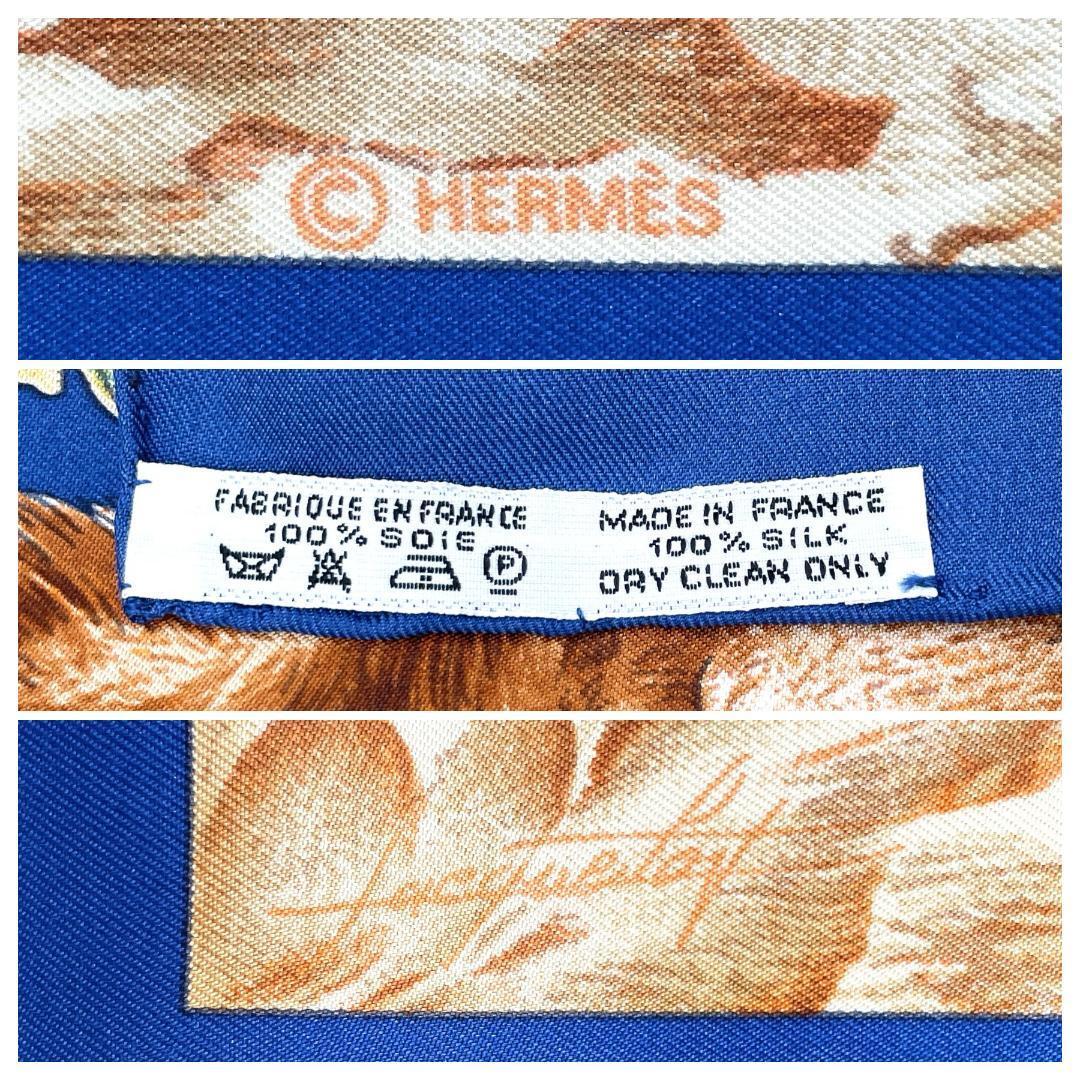 © HERMÈS
FABRIQUE EN FRANCE
100% SOIE
P
MADE IN FRANCE
100% SILK
DRY CLEAN ONLY